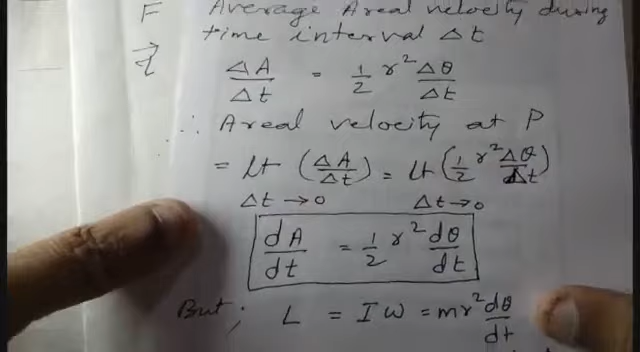 F Average Areal velocity during
time interval Δt
ΔA/Δt = 1/2 r² Δθ/Δt
∴ Areal velocity at P
= lt (ΔA/Δt) = lt (1/2 r² Δθ/Δt)
Δt → 0 Δt → 0
dA/dt = 1/2 r² dθ/dt
But; L = Iω = mr² dθ/dt